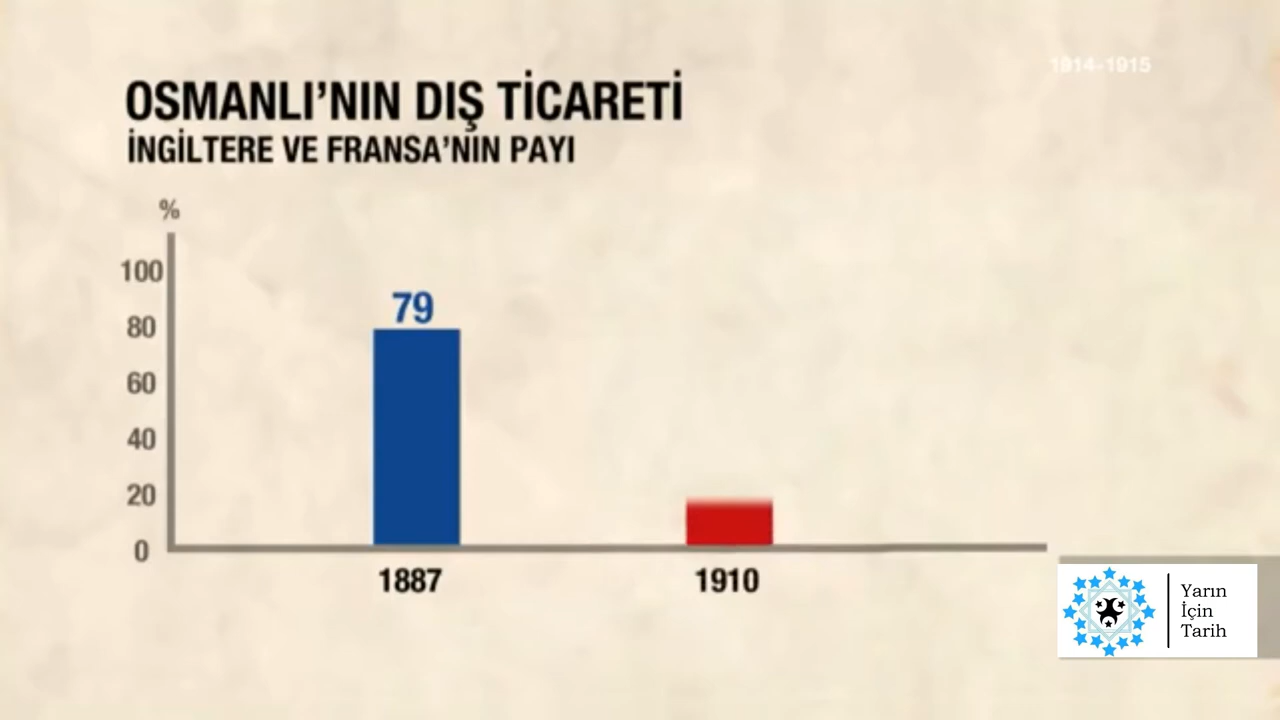 1914-1915
OSMANLI'NIN DIŞ TİCARETİ
İNGİLTERE VE FRANSA'NIN PAYI
%
100
80
60
40
20
0
79
1887
1910
Yarın
İçin
Tarih